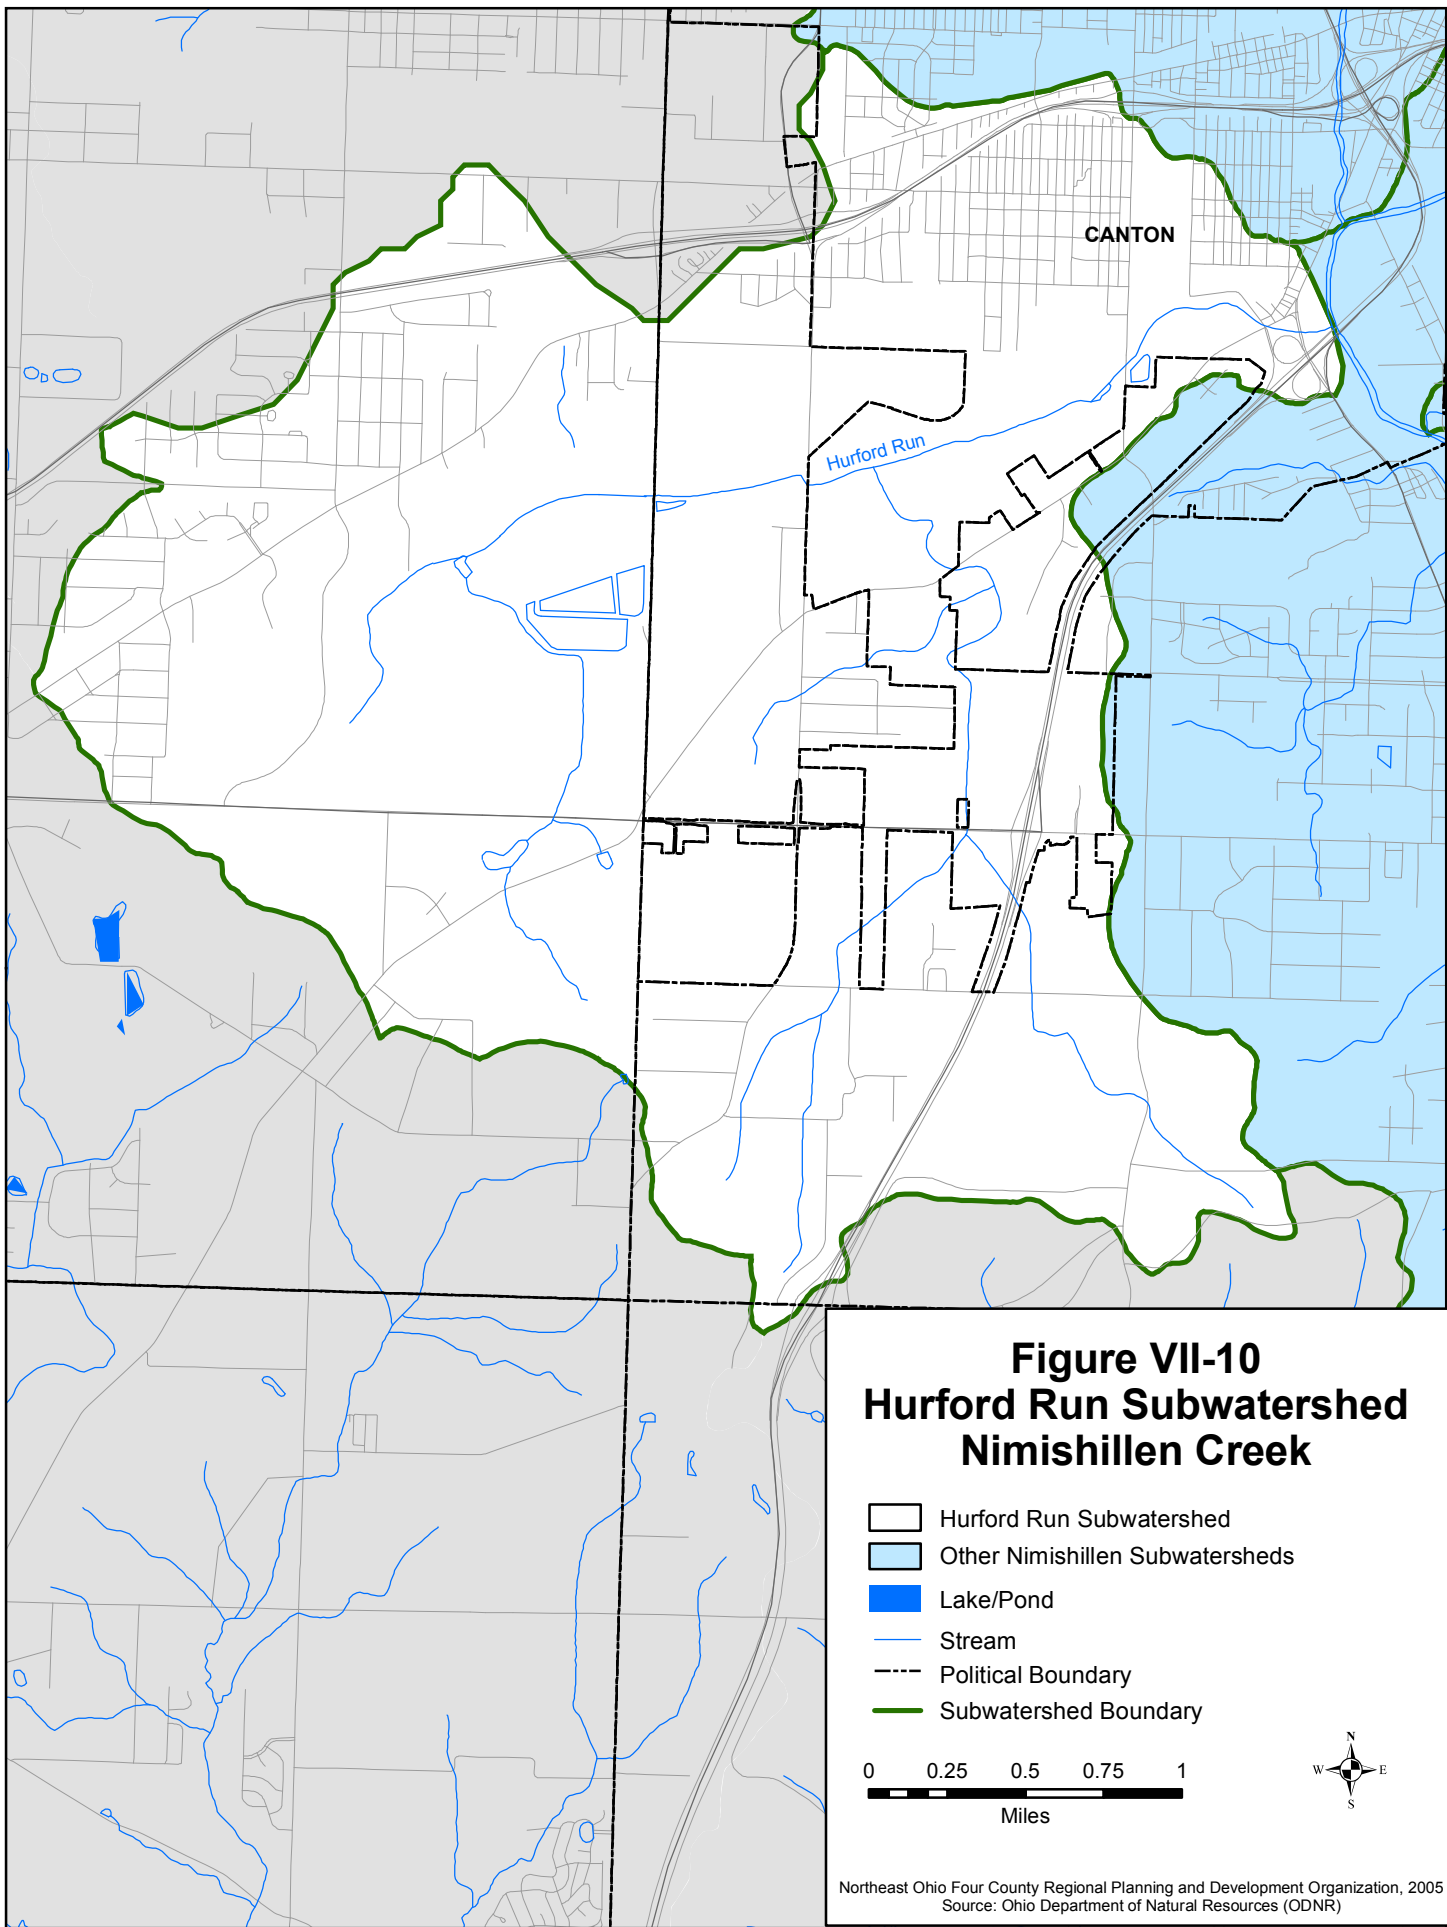 CANTON
Hurford Run
Figure VII-10
Hurford Run Subwatershed
Nimishillen Creek
Hurford Run Subwatershed
Other Nimishillen Subwatersheds
Lake/Pond
Stream
Political Boundary
Subwatershed Boundary
0 0.25 0.5 0.75 1
Miles
N
W E
S
Northeast Ohio Four County Regional Planning and Development Organization, 2005
Source: Ohio Department of Natural Resources (ODNR)